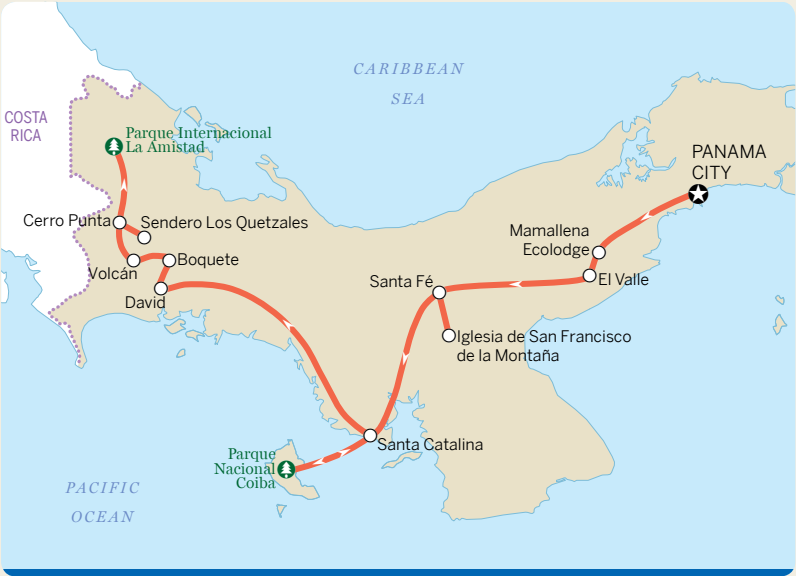 CARIBBEAN
SEA
COSTA
RICA
Parque Internacional
La Amistad
PANAMA
CITY
Cerro Punta
Sendero Los Quetzales
Mamallena
Ecolodge
Volcán
Boquete
El Valle
Santa Fé
David
Iglesia de San Francisco
de la Montaña
Santa Catalina
Parque
Nacional
Coiba
PACIFIC
OCEAN